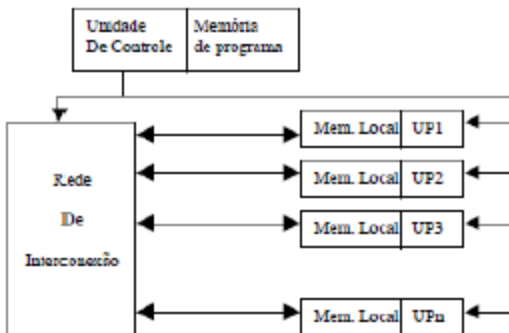 Unidade
De Controle
Memória
de programa
Rede
De
Interconexão
Mem. Local UP1
Mem. Local UP2
Mem. Local UP3
Mem. Local UPn